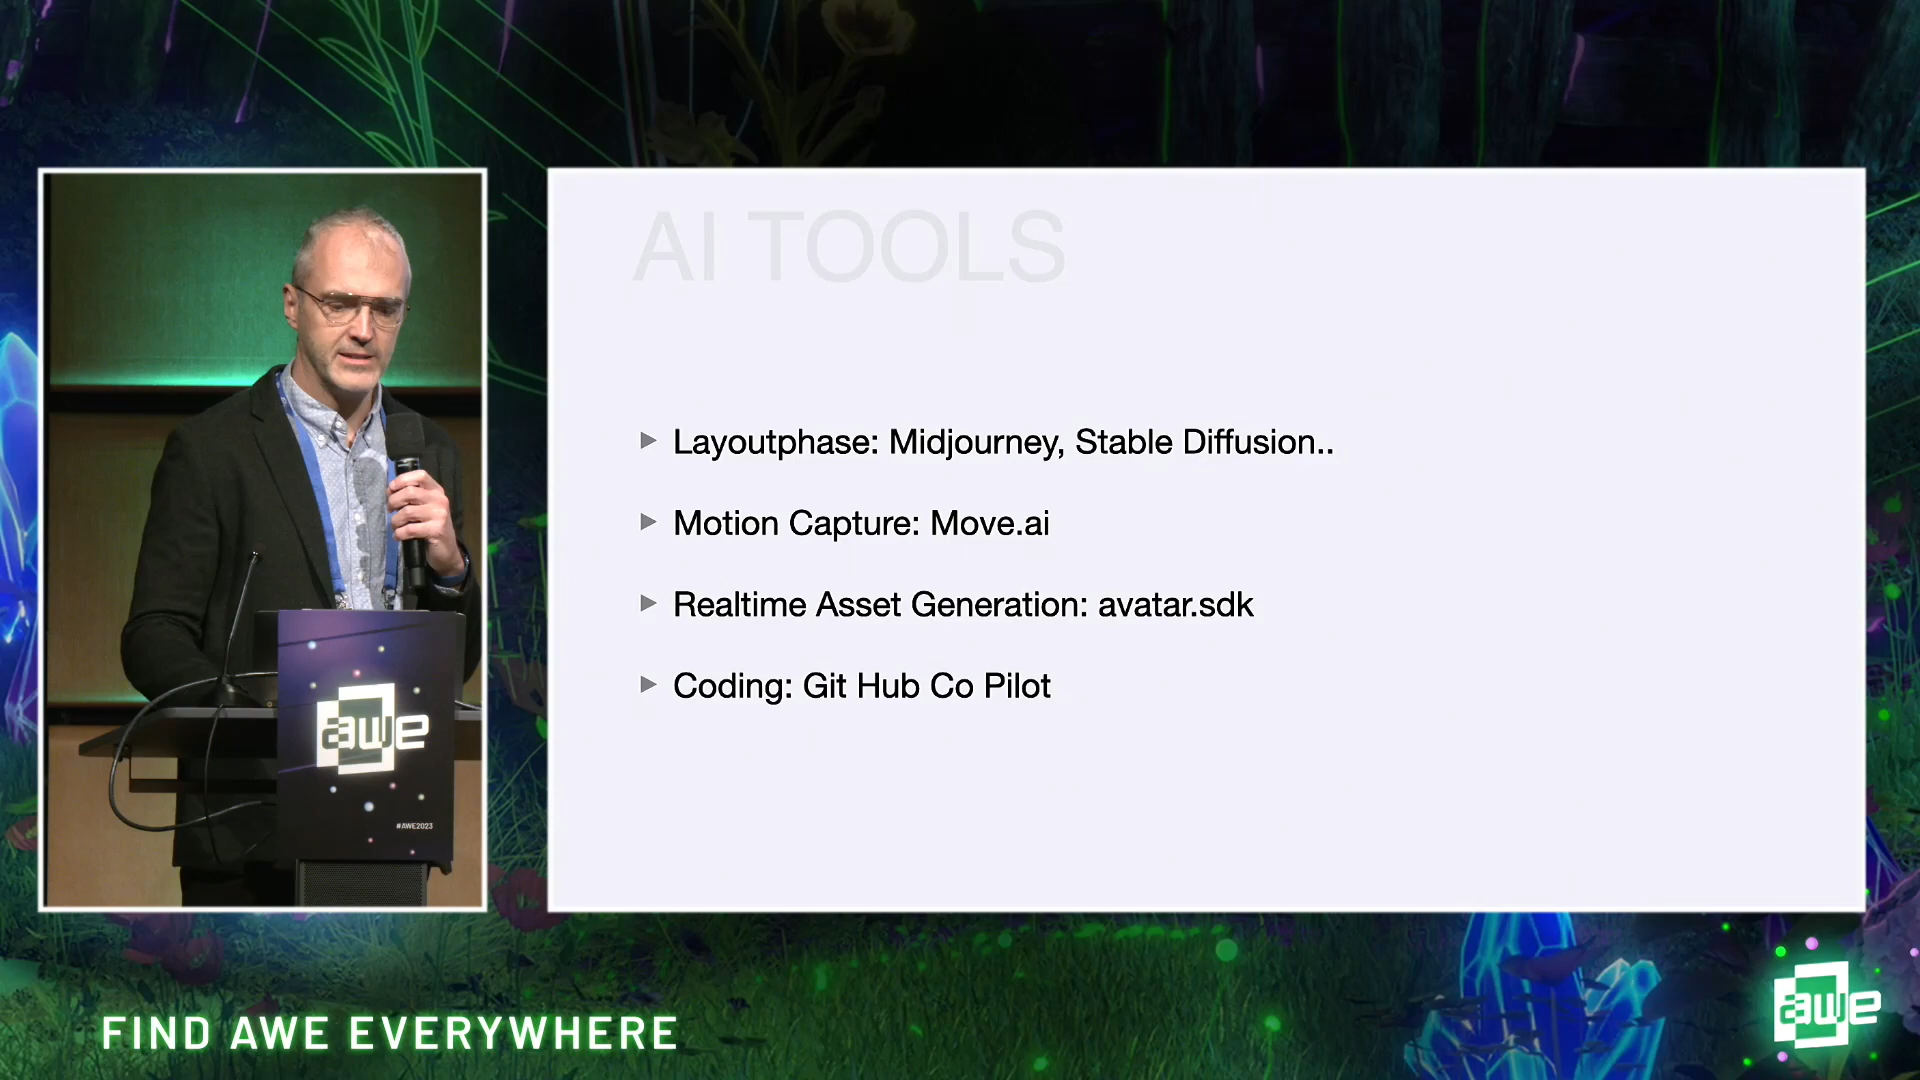 AI TOOLS
Layoutphase: Midjourney, Stable Diffusion..
Motion Capture: Move.ai
Realtime Asset Generation: avatar.sdk
Coding: Git Hub Co Pilot
awe
#AWE2023
FIND AWE EVERYWHERE
awe